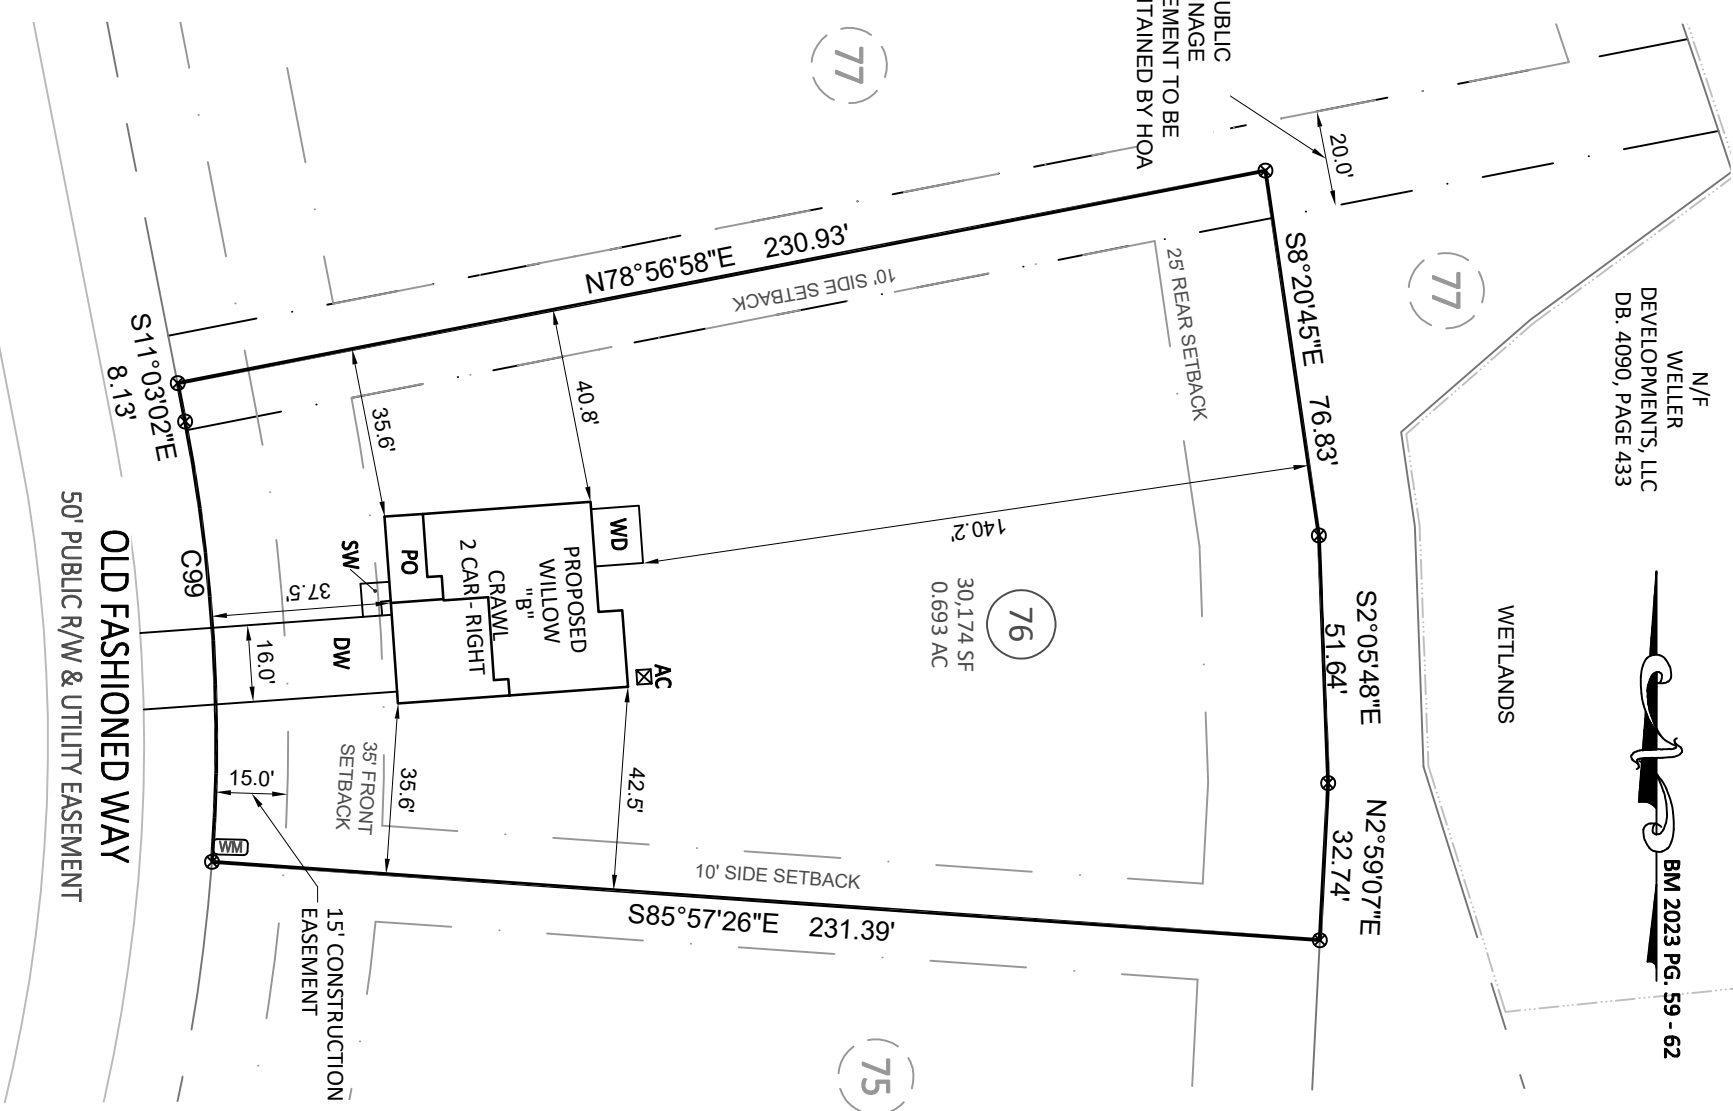 UBLIC
NAGE
EMENT TO BE
TAINED BY HOA
20.0'
77
77
N/F
WELLER
DEVELOPMENTS, LLC
DB. 4090, PAGE 433
WETLANDS
BM 2023 PG. 59 - 62
N78°56'58"E 230.93'
10' SIDE SETBACK
25' REAR SETBACK
S8°20'45"E 76.83'
S2°05'48"E
51.64'
N2°59'07"E
32.74'
S11°03'02"E
8.13'
35.6'
40.8'
140.2'
76
30,174 SF
0.693 AC
WD
PROPOSED
WILLOW
"B"
CRAWL
2 CAR - RIGHT
PO
SW
AC
C99
37.5'
DW
16.0'
15.0'
35' FRONT
SETBACK
35.6'
42.5'
WM
10' SIDE SETBACK
S85°57'26"E 231.39'
15' CONSTRUCTION
EASEMENT
OLD FASHIONED WAY
50' PUBLIC R/W & UTILITY EASEMENT
75